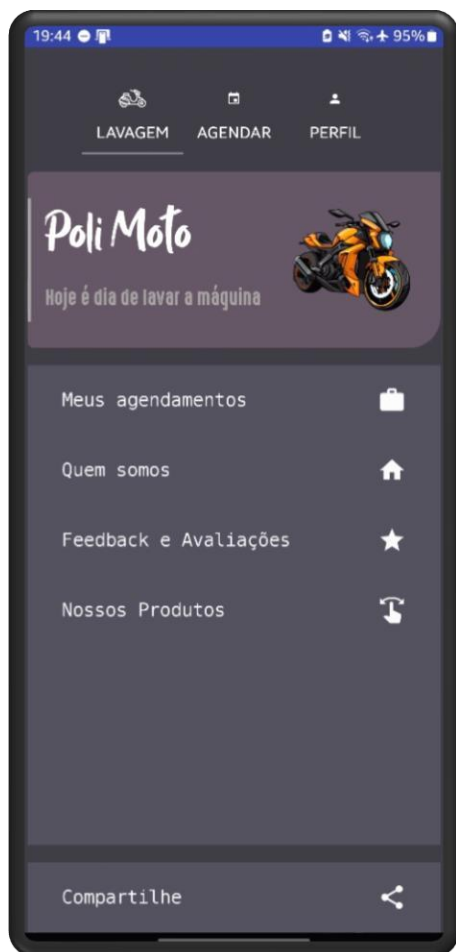 19:44
95%
LAVAGEM AGENDAR PERFIL
Poli Moto
Hoje é dia de lavar a máquina
Meus agendamentos
Quem somos
Feedback e Avaliações
Nossos Produtos
Compartilhe